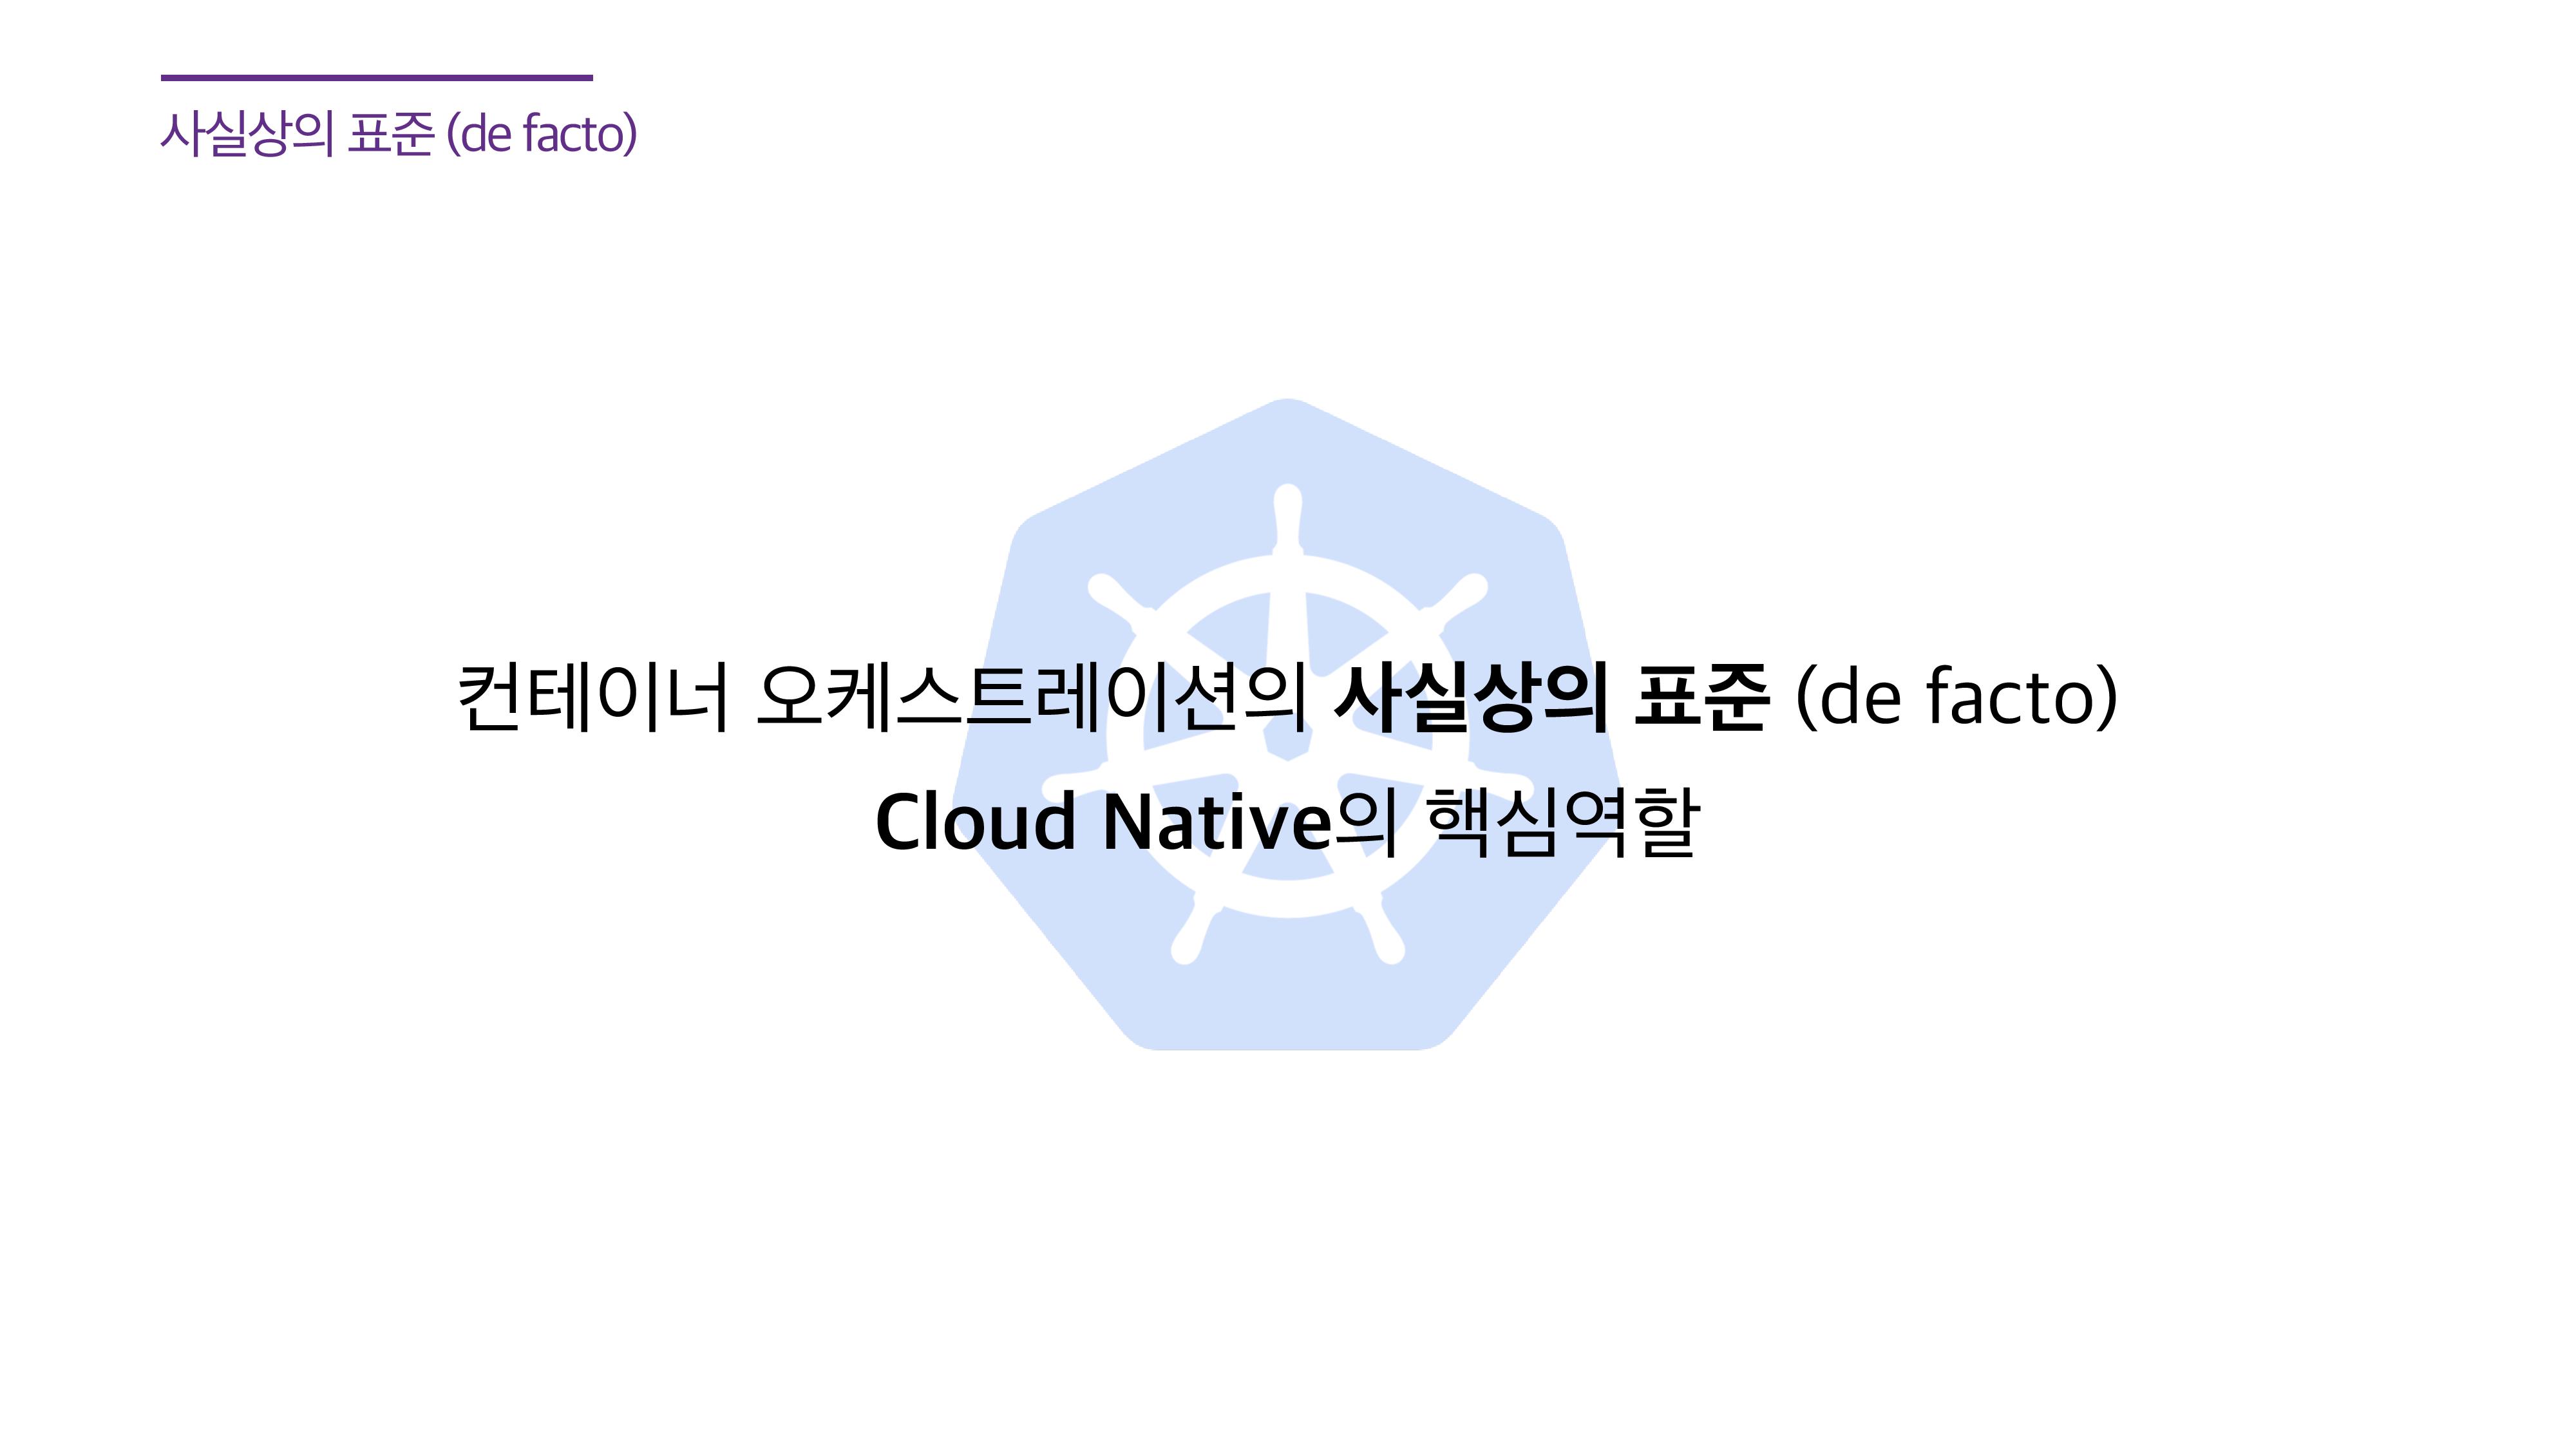 사실상의 표준 (de facto)
컨테이너 오케스트레이션의 사실상의 표준 (de facto)
Cloud Native의 핵심역할